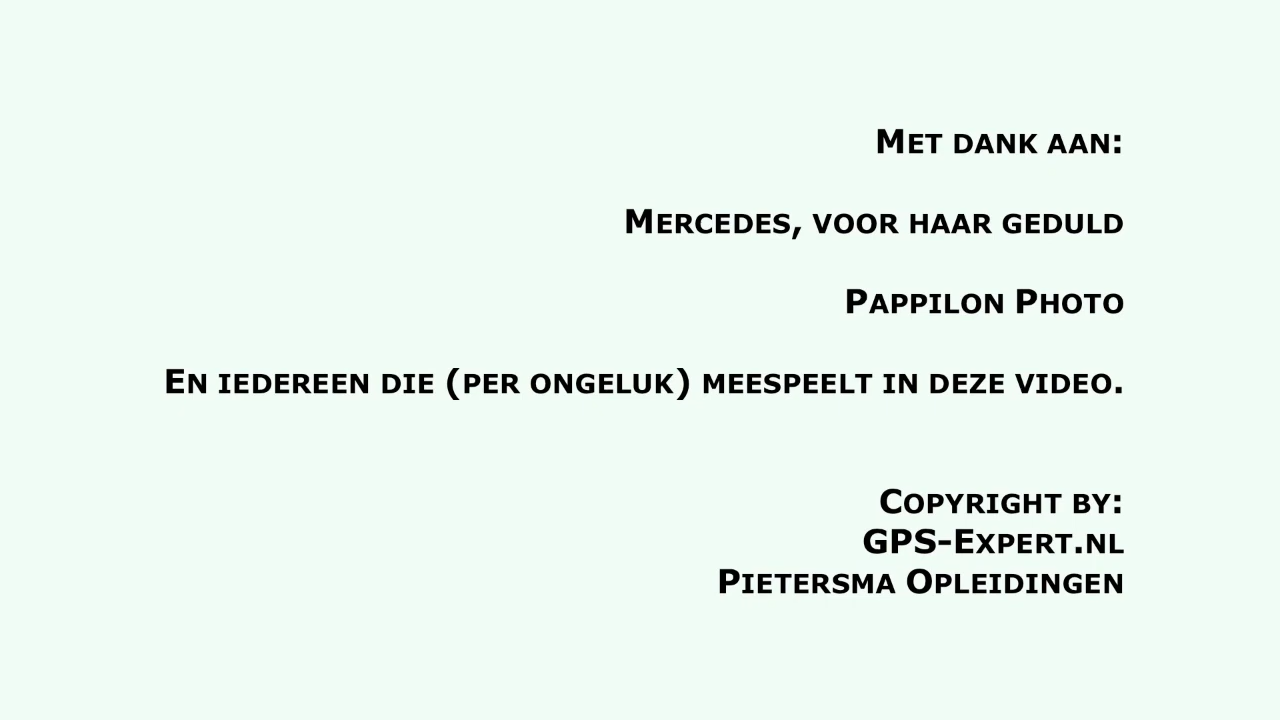 Met dank aan:
Mercedes, voor haar geduld
Pappilon Photo
En iedereen die (per ongeluk) meespeelt in deze video.
Copyright by:
GPS-Expert.nl
Pietersma Opleidingen